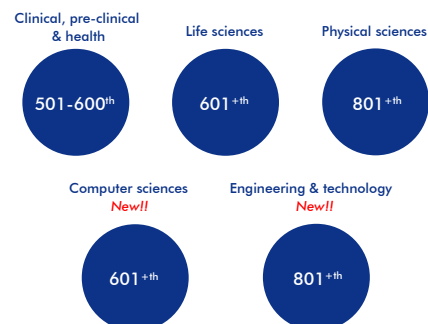 Clinical, pre-clinical
& health
Life sciences
Physical sciences
501-600th
601+th
801+th
Computer sciences
New!!
Engineering & technology
New!!
601+th
801+th